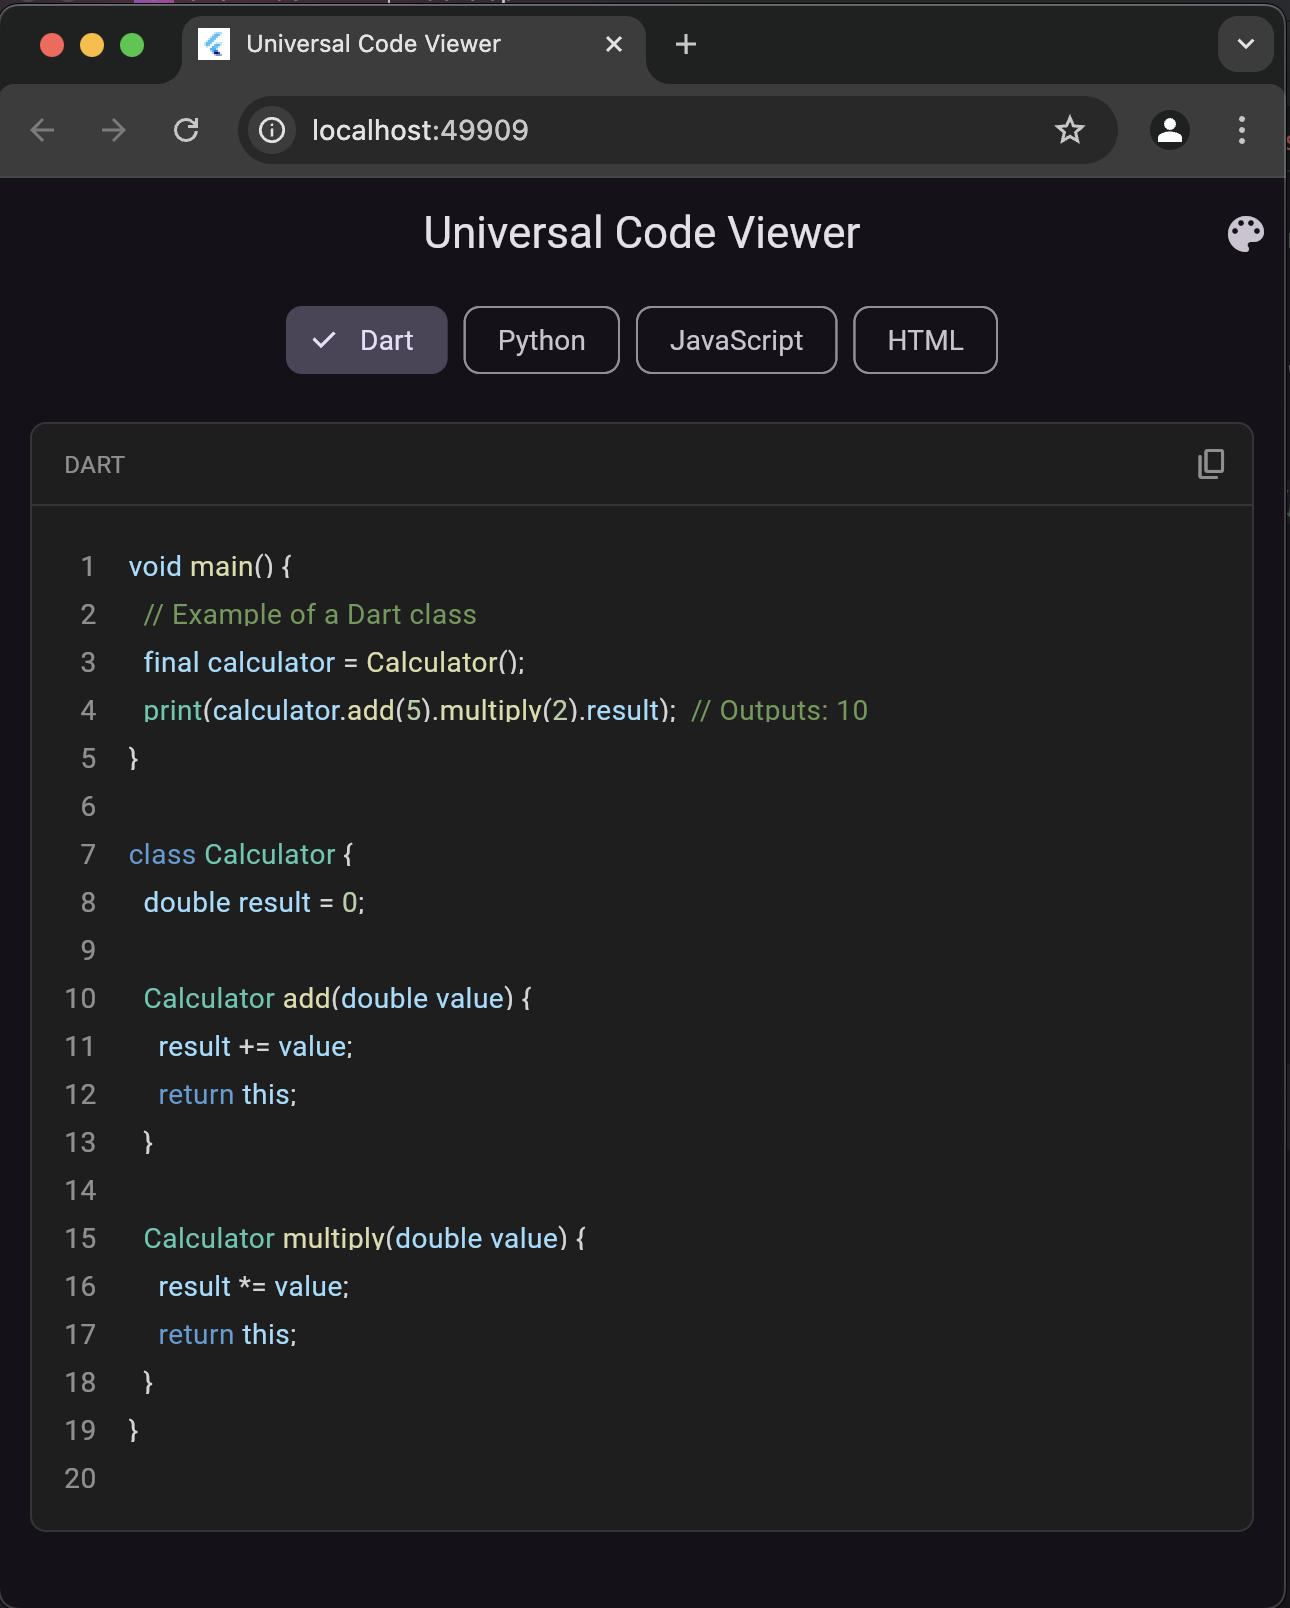 Universal Code Viewer
localhost:49909
Universal Code Viewer
Dart
Python
JavaScript
HTML
DART
1 void main() {
2   // Example of a Dart class
3   final calculator = Calculator();
4   print(calculator.add(5).multiply(2).result);  // Outputs: 10
5 }
6
7 class Calculator {
8   double result = 0;
9
10   Calculator add(double value) {
11     result += value;
12     return this;
13   }
14
15   Calculator multiply(double value) {
16     result *= value;
17     return this;
18   }
19 }
20